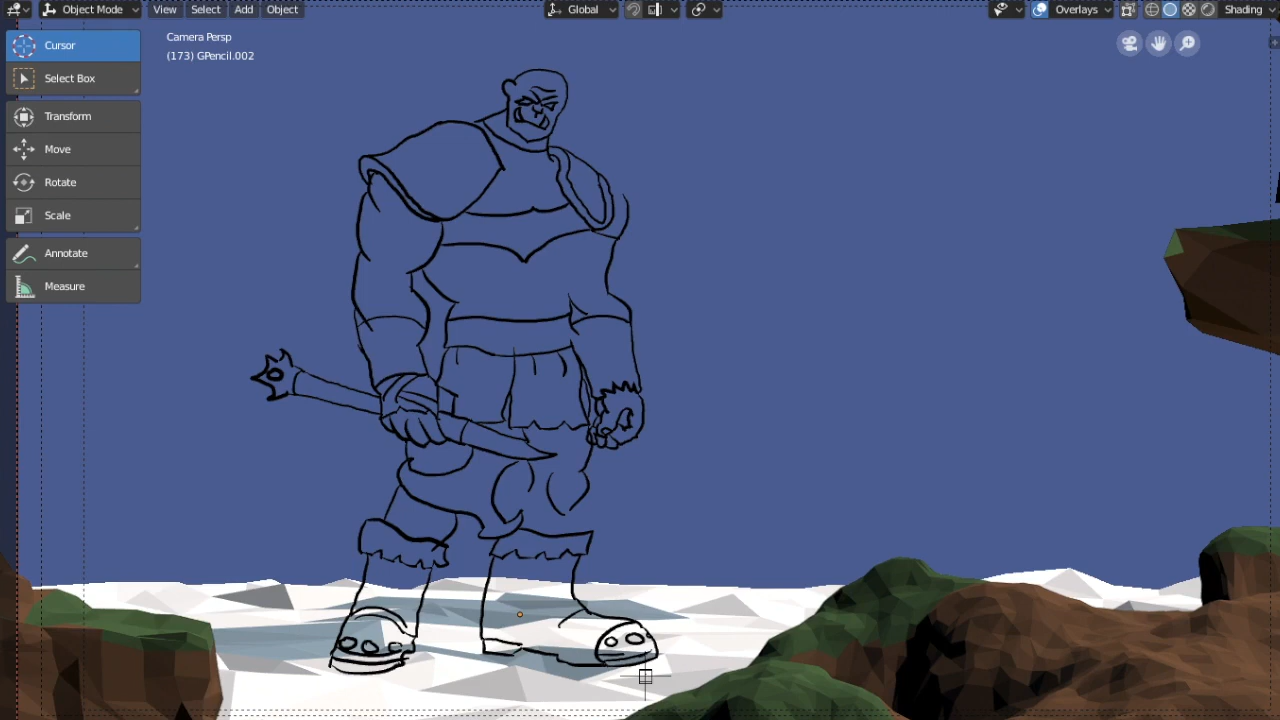 Object Mode View Select Add Object Global Overlays Shading
Camera Persp
(173) GPencil.002
Cursor
Select Box
Transform
Move
Rotate
Scale
Annotate
Measure